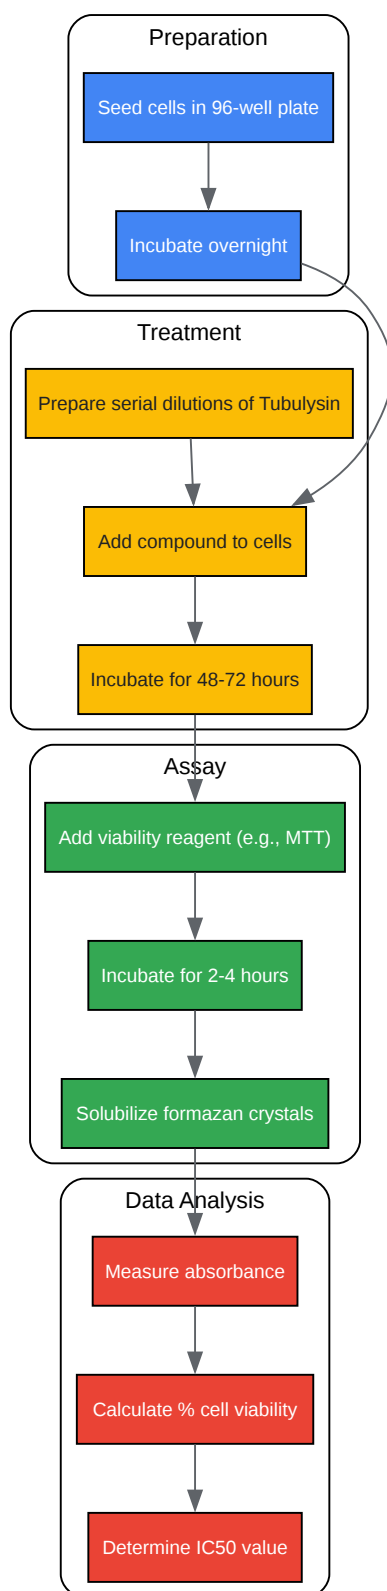 Preparation
Seed cells in 96-well plate
Incubate overnight
Treatment
Prepare serial dilutions of Tubulysin
Add compound to cells
Incubate for 48-72 hours
Assay
Add viability reagent (e.g., MTT)
Incubate for 2-4 hours
Solubilize formazan crystals
Data Analysis
Measure absorbance
Calculate % cell viability
Determine IC50 value